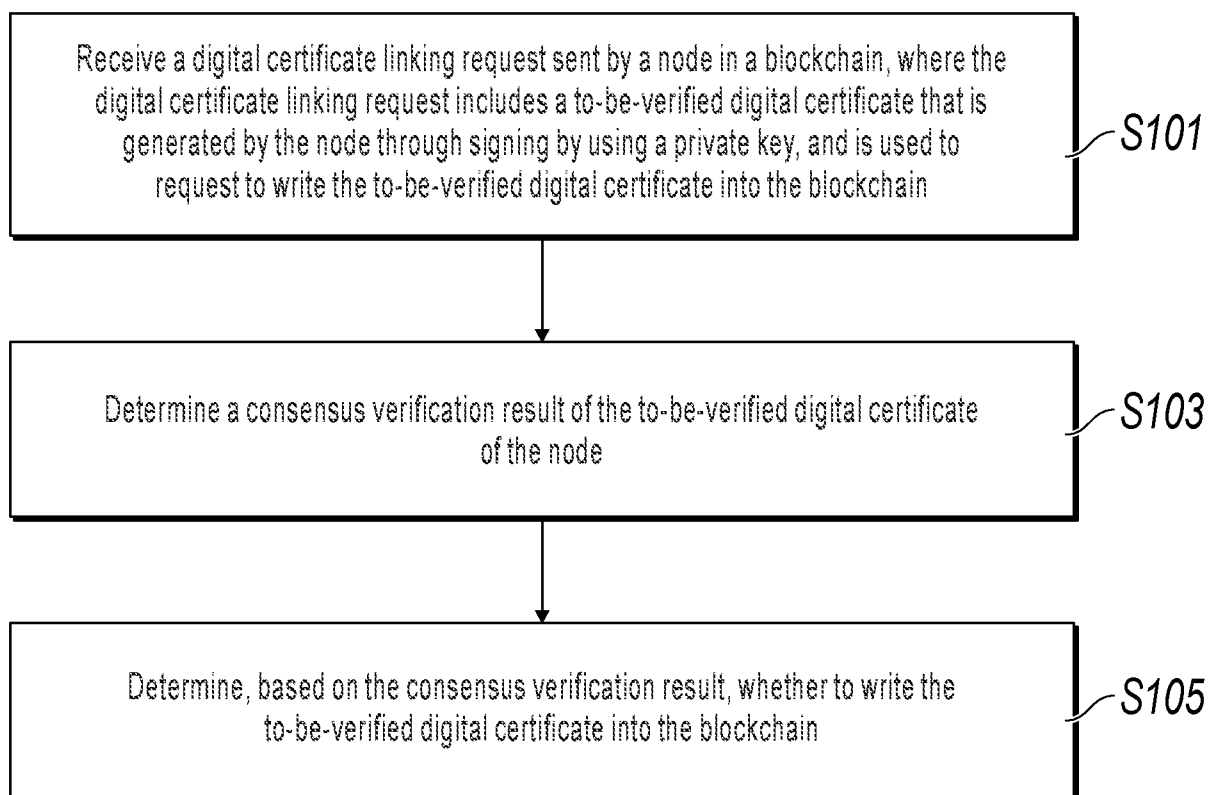 Receive a digital certificate linking request sent by a node in a blockchain, where the
digital certificate linking request includes a to-be-verified digital certificate that is
generated by the node through signing by using a private key, and is used to
request to write the to-be-verified digital certificate into the blockchain
S101
Determine a consensus verification result of the to-be-verified digital certificate
of the node
S103
Determine, based on the consensus verification result, whether to write the
to-be-verified digital certificate into the blockchain
S105